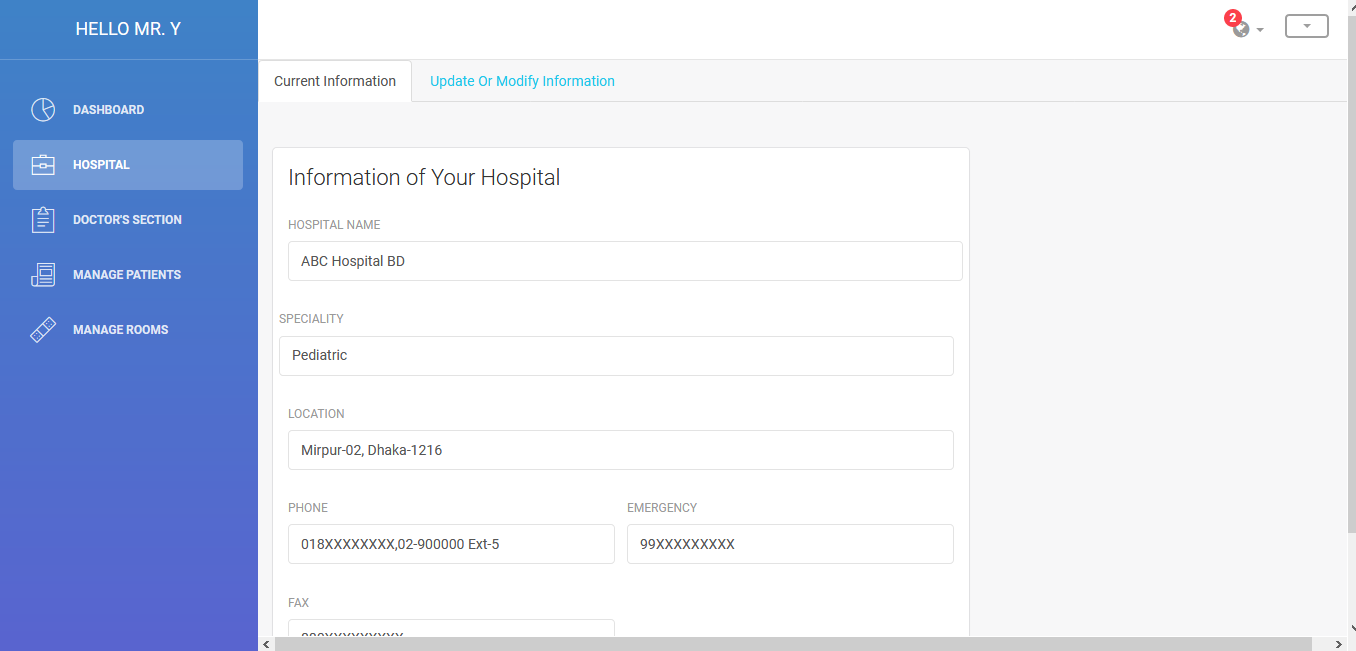 HELLO MR. Y
2
DASHBOARD
HOSPITAL
DOCTOR'S SECTION
MANAGE PATIENTS
MANAGE ROOMS
Current Information
Update Or Modify Information
Information of Your Hospital
HOSPITAL NAME
ABC Hospital BD
SPECIALITY
Pediatric
LOCATION
Mirpur-02, Dhaka-1216
PHONE
EMERGENCY
018XXXXXXXX,02-900000 Ext-5
99XXXXXXXXX
FAX